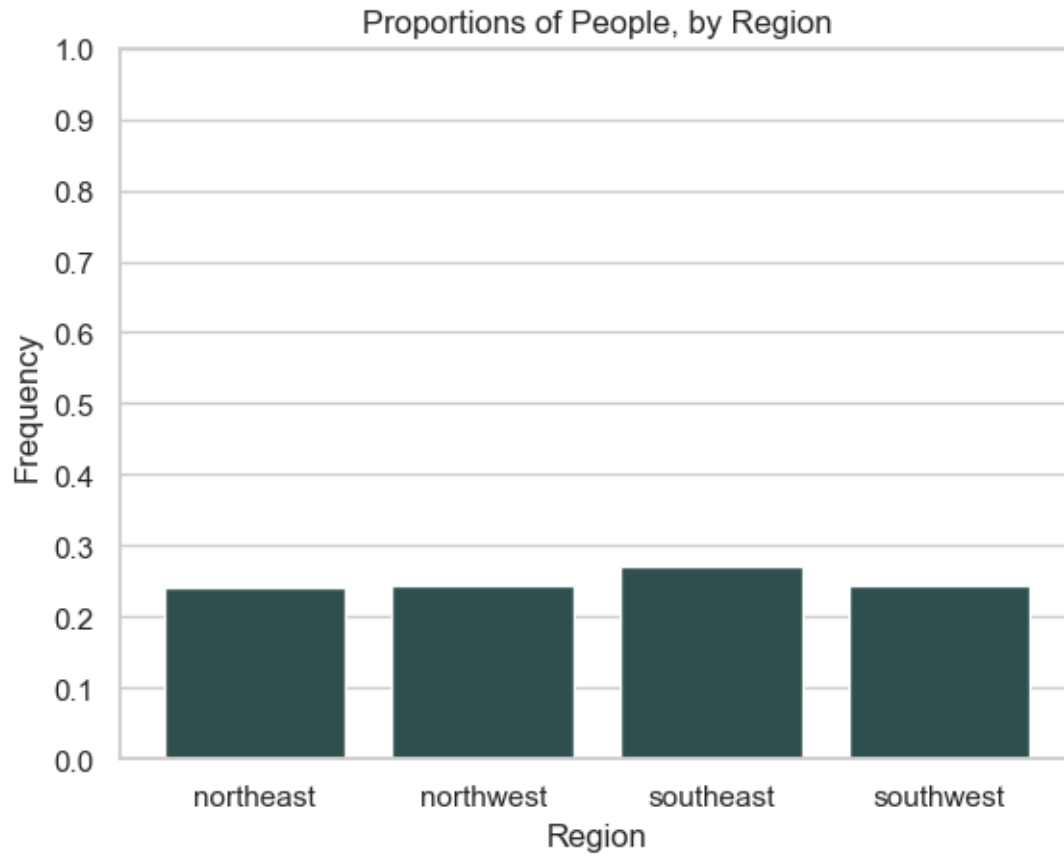 Proportions of People, by Region
1.0
0.9
0.8
0.7
0.6
0.5
0.4
0.3
0.2
0.1
0.0
Frequency
northeast northwest southeast southwest
Region